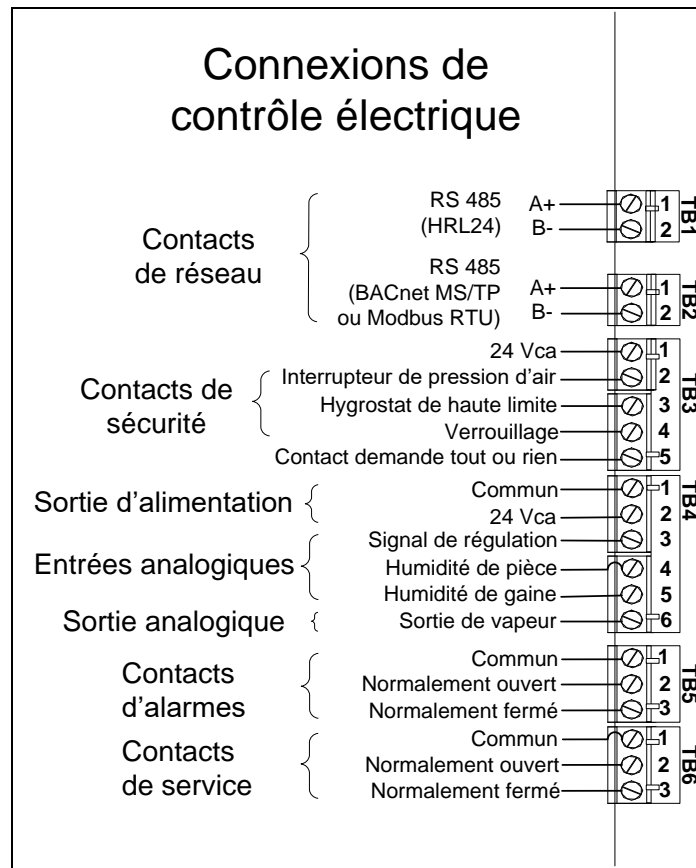 Connexions de
contrôle électrique
Contacts
de réseau
RS 485
(HRL24)
A+
B-
1
2
TB1
RS 485
(BACnet MS/TP
ou Modbus RTU)
A+
B-
1
2
TB2
Contacts de
sécurité
24 Vca
Interrupteur de pression d'air
Hygrostat de haute limite
Verrouillage
Contact demande tout ou rien
1
2
3
4
5
TB3
Sortie d'alimentation
Commun
24 Vca
Entrées analogiques
Signal de régulation
Humidité de pièce
Humidité de gaine
Sortie analogique
Sortie de vapeur
1
2
3
4
5
6
TB4
Contacts
d'alarmes
Commun
Normalement ouvert
Normalement fermé
1
2
3
TB5
Contacts
de service
Commun
Normalement ouvert
Normalement fermé
1
2
3
TB6